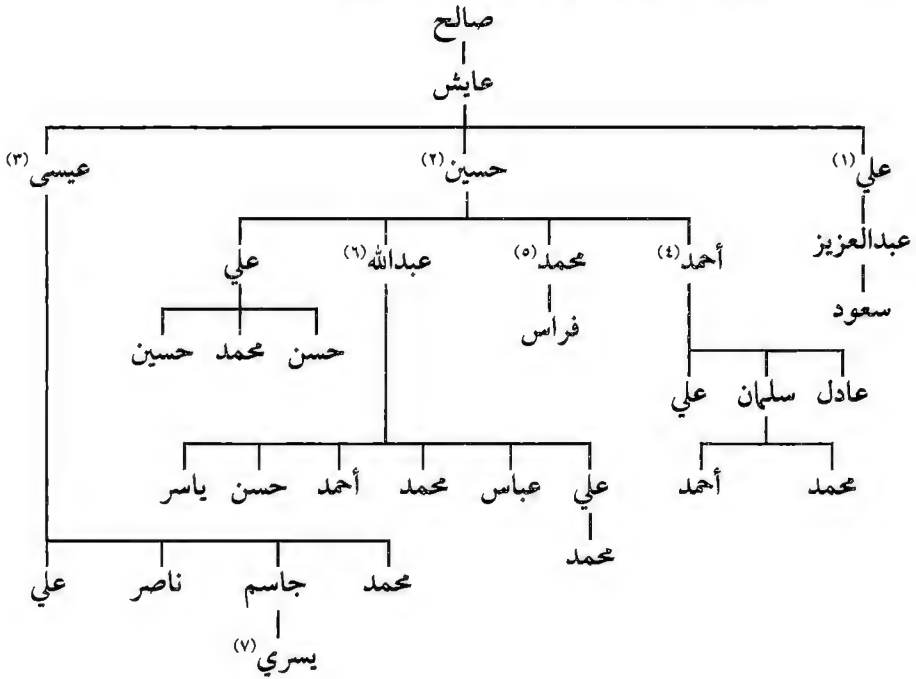 صالح
عايش
علي(١) حسين(٢) عيسى(٣)
عبدالعزيز
أحمد(٤) محمد(٥) عبدالله(٦) علي
سعود
فراس
حسن محمد حسين
عادل سلمان علي
محمد أحمد
علي عباس محمد أحمد حسن ياسر
محمد
محمد جاسم ناصر علي
يسري(٧)